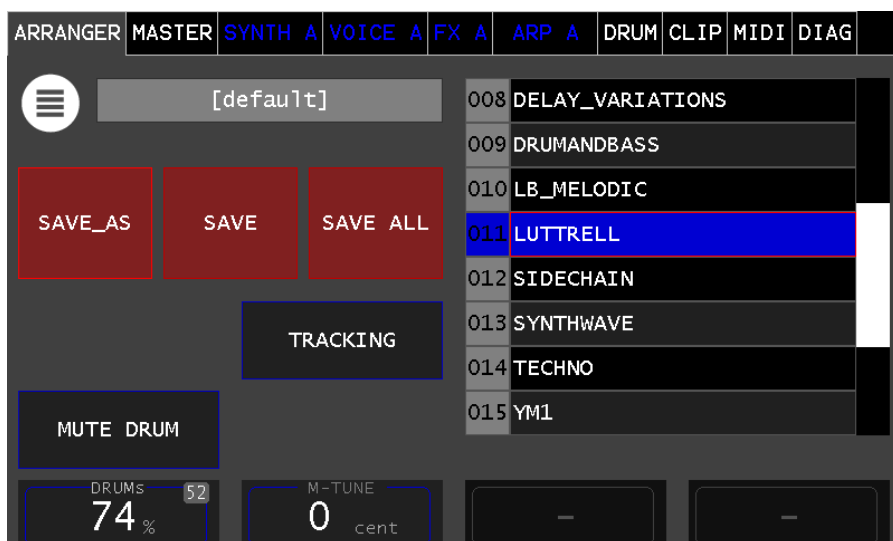 ARRANGER MASTER SYNTH A VOICE A FX A ARP A DRUM CLIP MIDI DIAG
[default]
008 DELAY_VARIATIONS
009 DRUMANDBASS
010 LB_MELODIC
011 LUTTRELL
012 SIDECHAIN
013 SYNTHWAVE
014 TECHNO
015 YM1
SAVE_AS SAVE SAVE ALL
TRACKING
MUTE DRUM
DRUMs 52
74 %
M-TUNE
0 cent
–
–